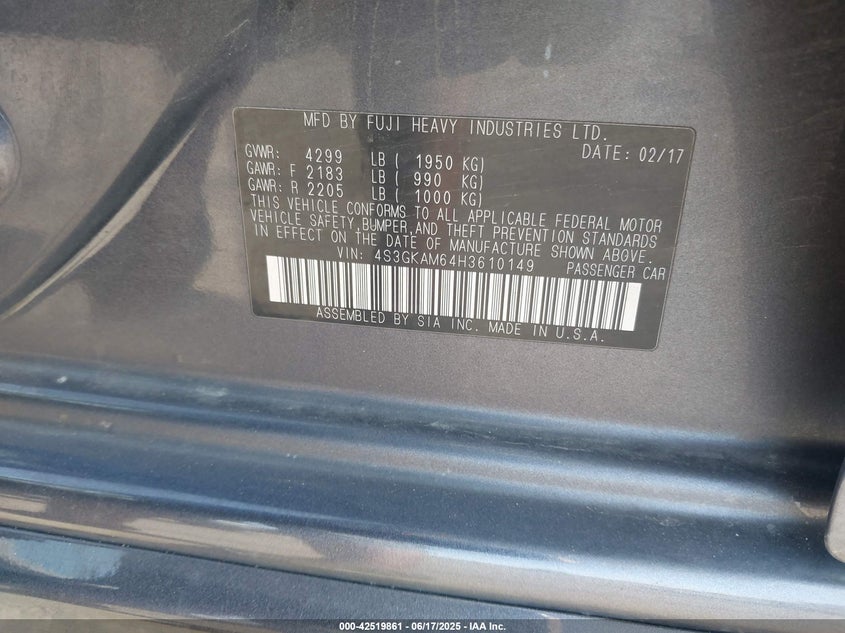 MFD BY FUJI HEAVY INDUSTRIES LTD.
GVWR: 4299 LB ( 1950 KG) DATE: 02/17
GAWR: F 2183 LB ( 990 KG)
GAWR: R 2205 LB ( 1000 KG)
THIS VEHICLE CONFORMS TO ALL APPLICABLE FEDERAL MOTOR
VEHICLE SAFETY,BUMPER,AND THEFT PREVENTION STANDARDS
IN EFFECT ON THE DATE OF MANUFACTURE SHOWN ABOVE.
VIN: 4S3GKAM64H3610149 PASSENGER CAR
ASSEMBLED BY SIA INC. MADE IN U.S.A.
000-42519861 - 06/17/2025 - IAA Inc.